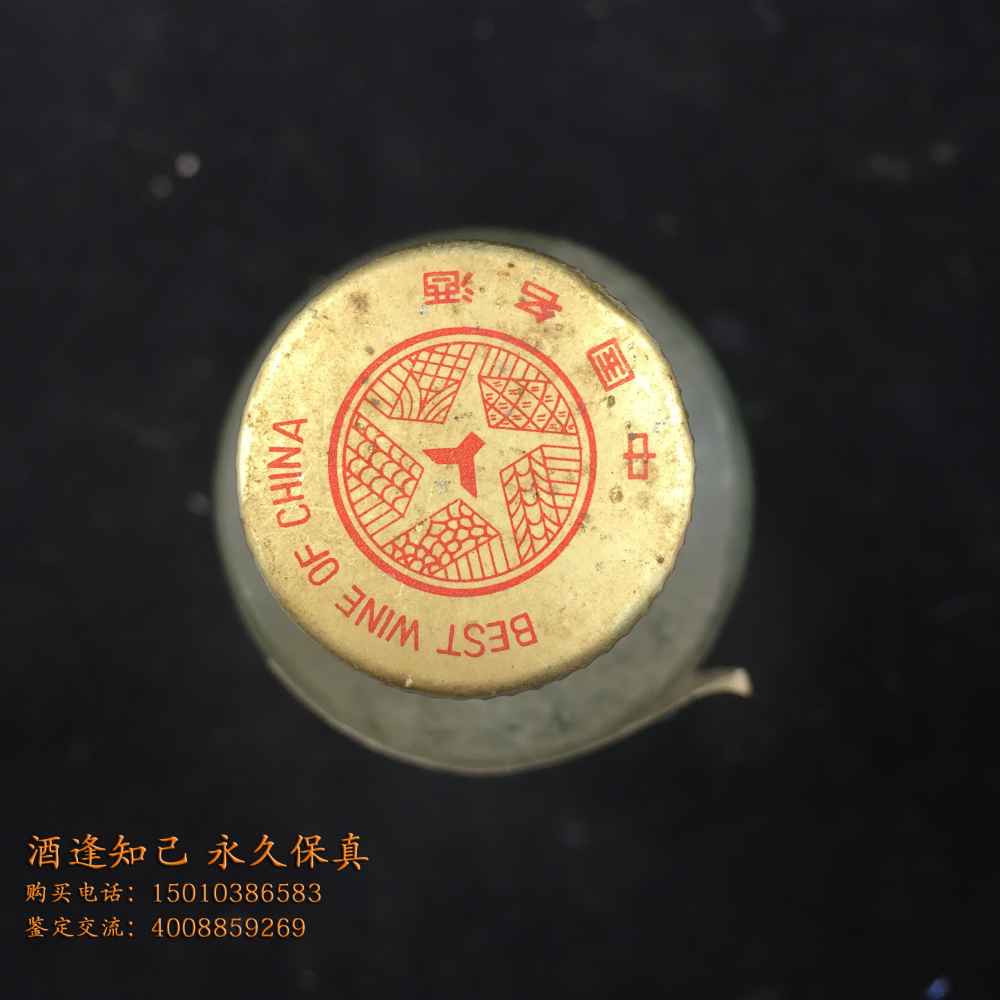 中国名酒
BEST WINE OF CHINA
酒逢知己 永久保真
购买电话：15010386583
鉴定交流：4008859269